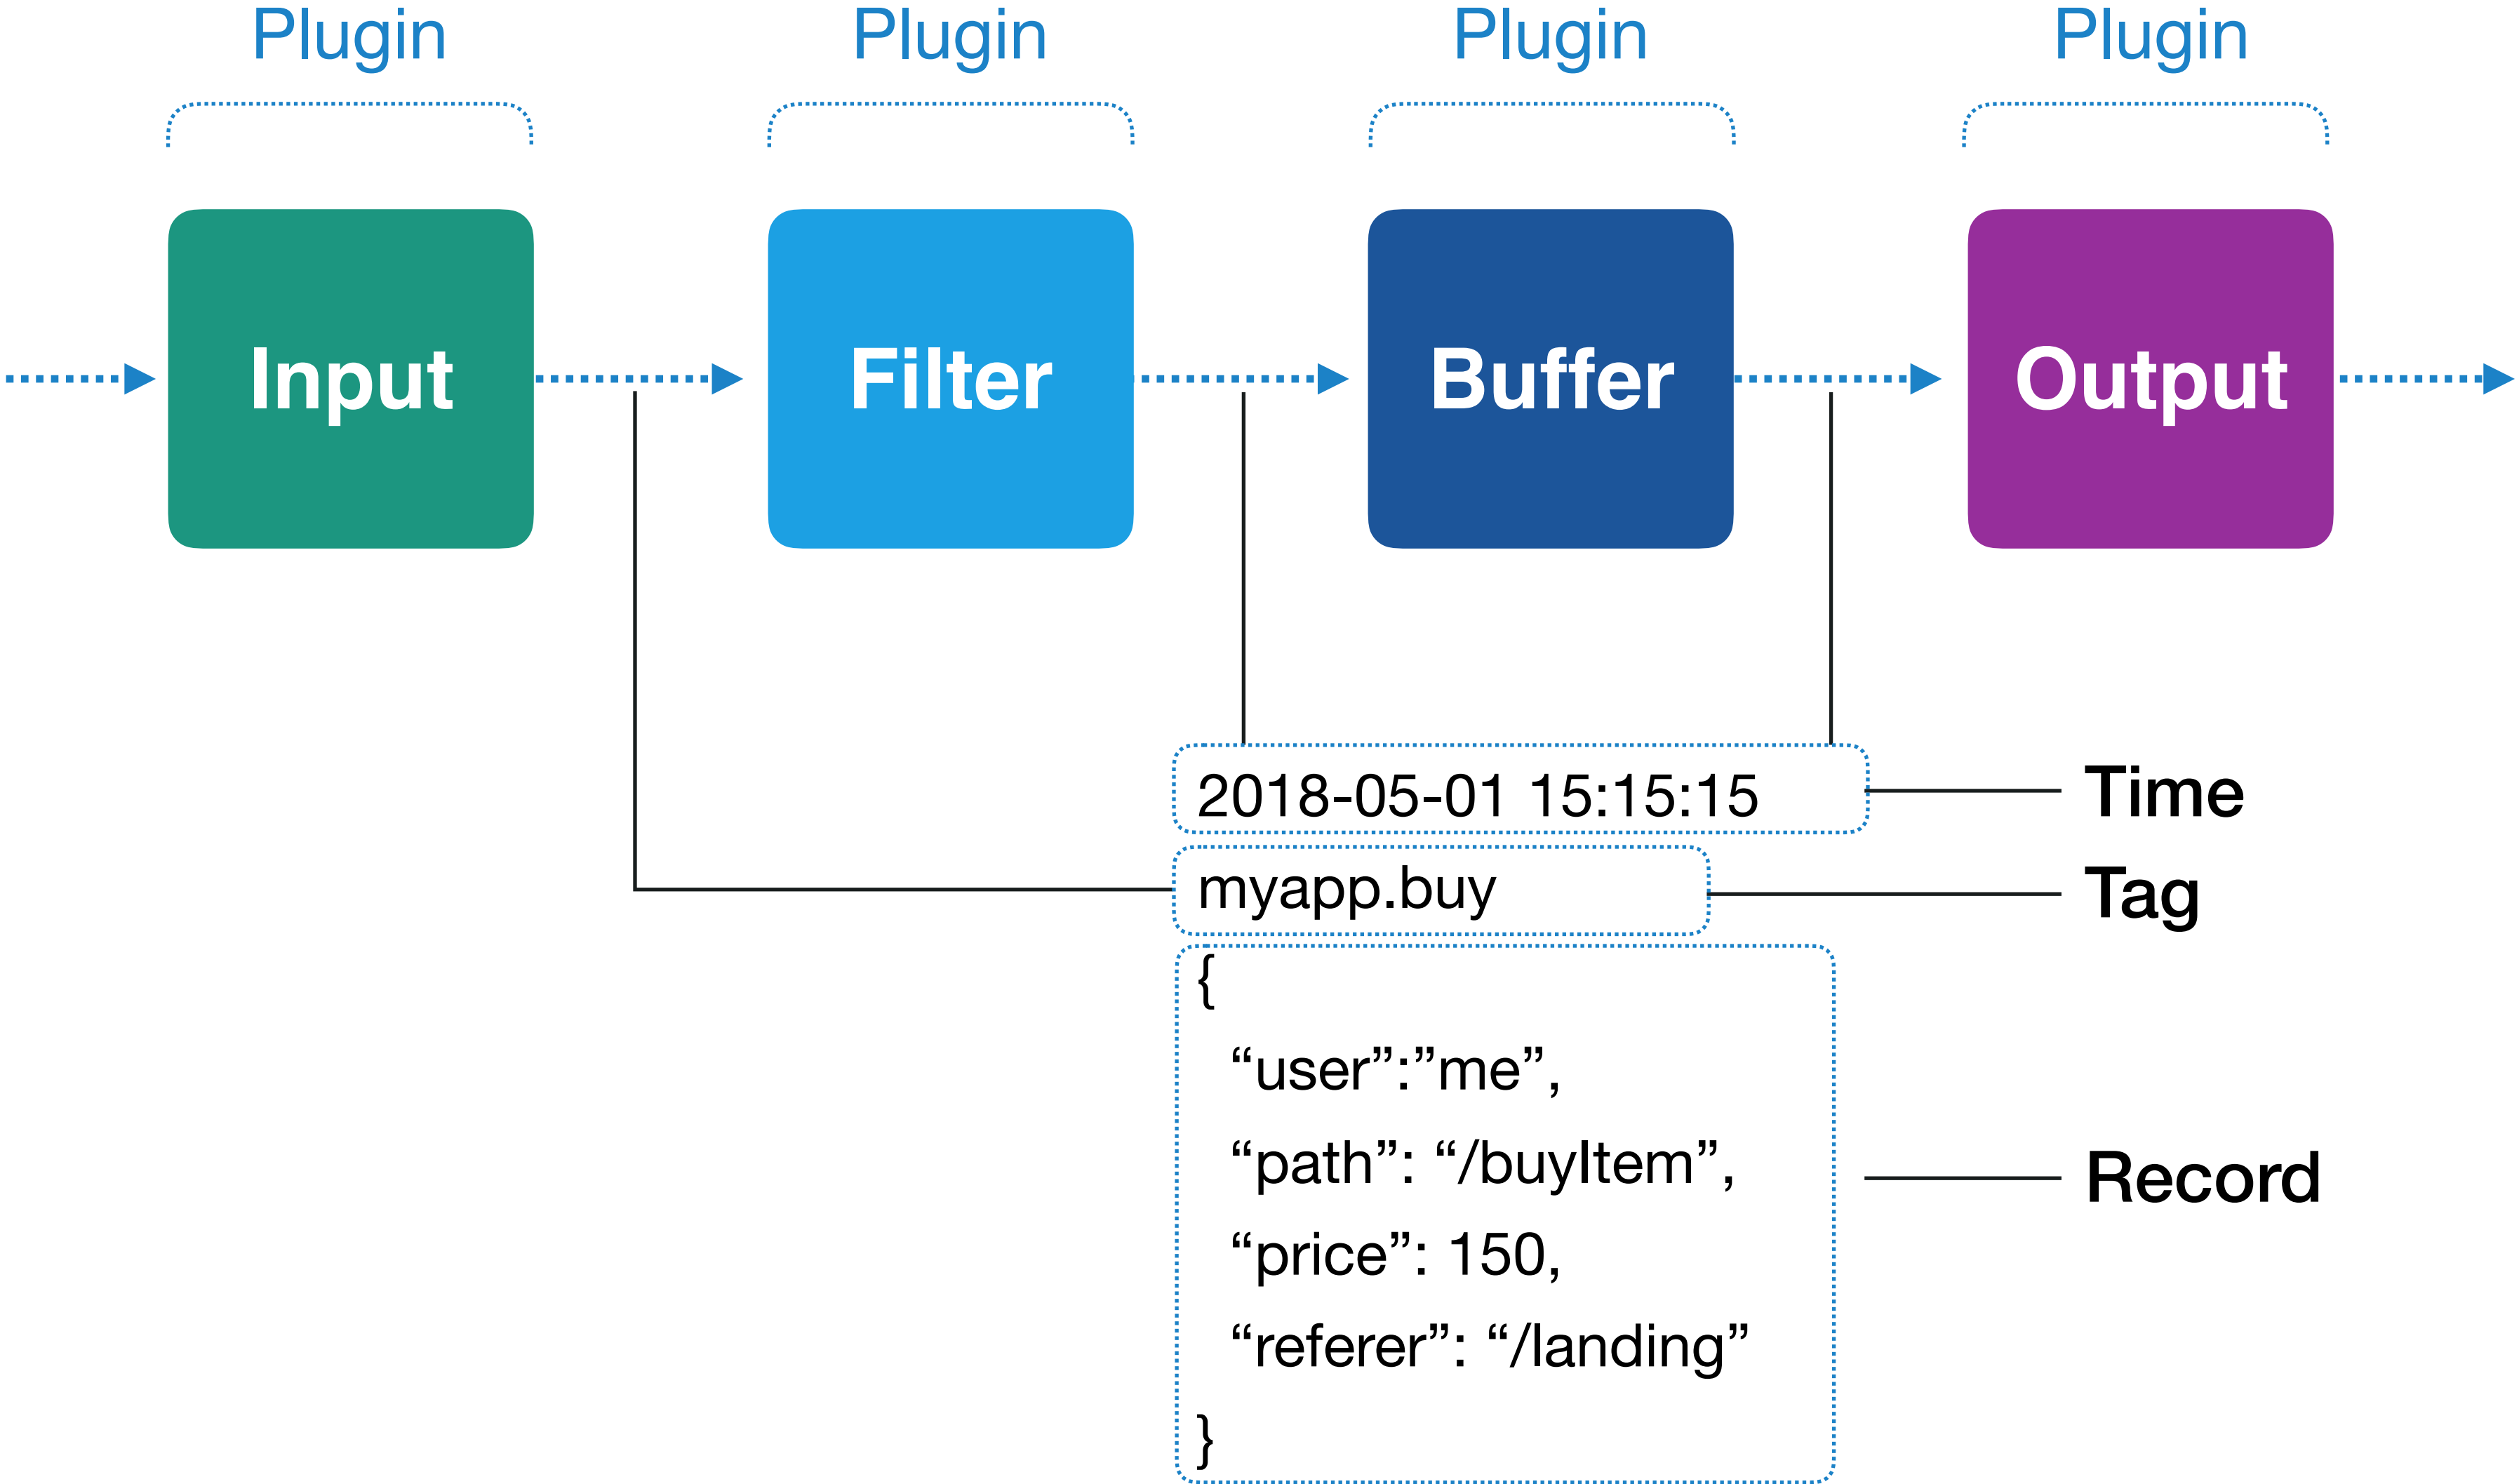 Plugin Plugin Plugin Plugin
Input Filter Buffer Output
2018-05-01 15:15:15 Time
myapp.buy Tag
{
“user”:”me”,
“path”: “/buyItem”,
Record
“price”: 150,
“referer”: “/landing”
}